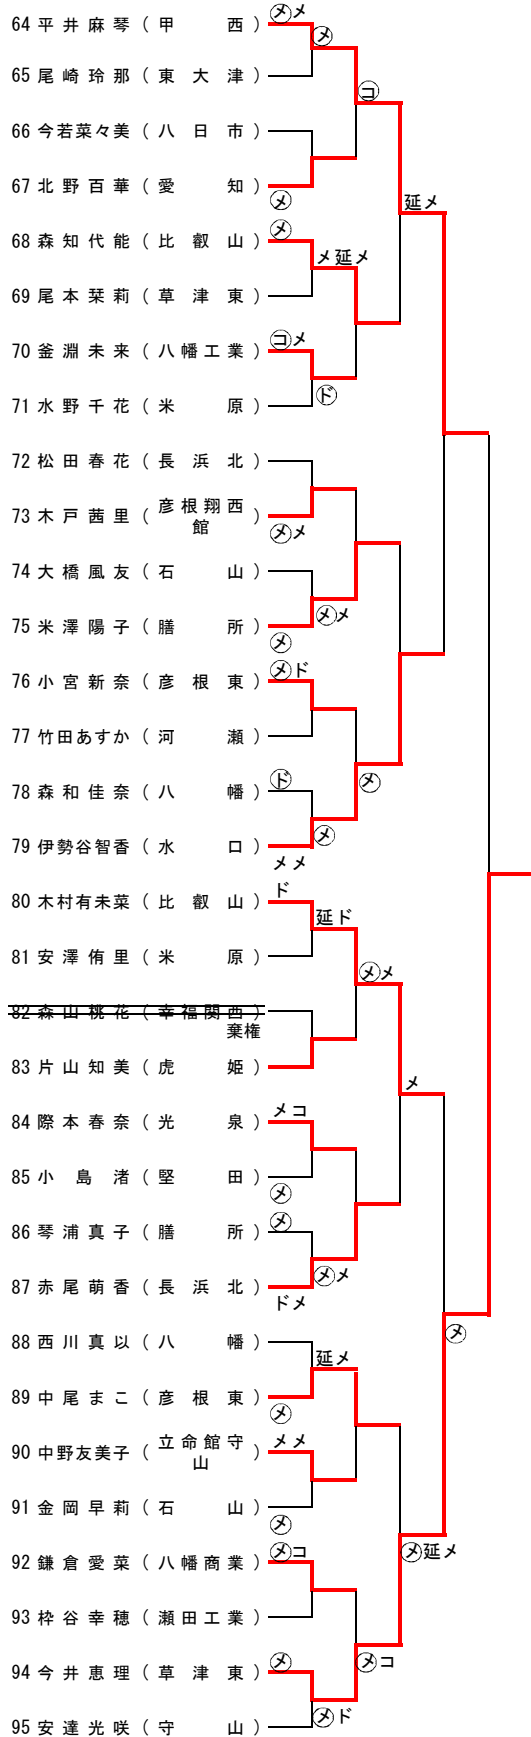 64 平井麻琴 (甲 西) ㋱メ
㋱
65 尾崎玲那 (東大津)
㋙
66 今若菜々美 (八日市)
67 北野百華 (愛 知)
㋱
延メ
68 森知代能 (比叡山) ㋱
メ延メ
69 尾本栞莉 (草津東)
70 釜淵未来 (八幡工業) ㋙メ
㋣゙
71 水野千花 (米 原)
72 松田春花 (長浜北)
73 木戸茜里 (彦根翔西館)
㋱メ
74 大橋風友 (石 山)
㋱メ
75 米澤陽子 (膳 所)
㋱
76 小宮新奈 (彦根東) ㋱ド
77 竹田あすか (河 瀬)
㋱
78 森和佳奈 (八 幡) ㋣゙
㋱
79 伊勢谷智香 (水 口)
メメ
80 木村有未菜 (比叡山) ド
延ド
81 安澤侑里 (米 原)
㋱メ
82 森山桃花 (幸福関西)
棄権
83 片山知美 (虎 姫)
メ
84 際本春奈 (光 泉) メコ
85 小島渚 (堅 田)
㋱
86 琴浦真子 (膳 所) ㋱
㋱メ
87 赤尾萌香 (長浜北)
ドメ
㋱
88 西川真以 (八 幡)
延メ
89 中尾まこ (彦根東)
㋱
90 中野友美子 (立命館守山) メメ
91 金岡早莉 (石 山)
㋱
㋱延メ
92 鎌倉愛菜 (八幡商業) ㋱コ
93 枠谷幸穂 (瀬田工業)
㋱コ
94 今井恵理 (草津東) ㋱
㋱ド
95 安達光咲 (守 山)